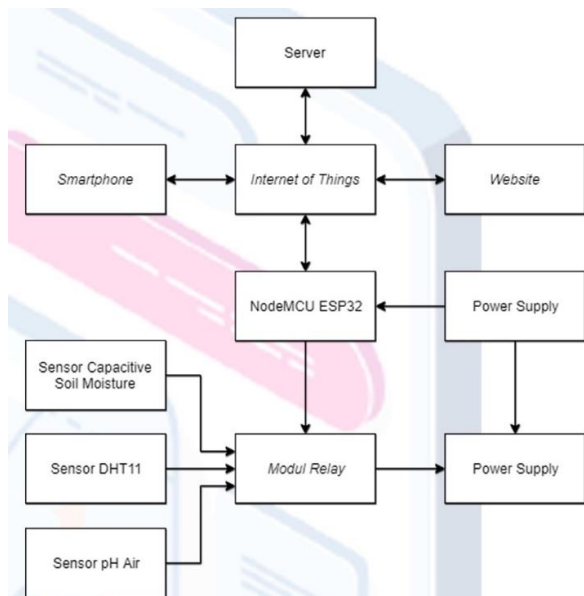 Server
Smartphone
Internet of Things
Website
NodeMCU ESP32
Power Supply
Sensor Capacitive
Soil Moisture
Sensor DHT11
Modul Relay
Power Supply
Sensor pH Air